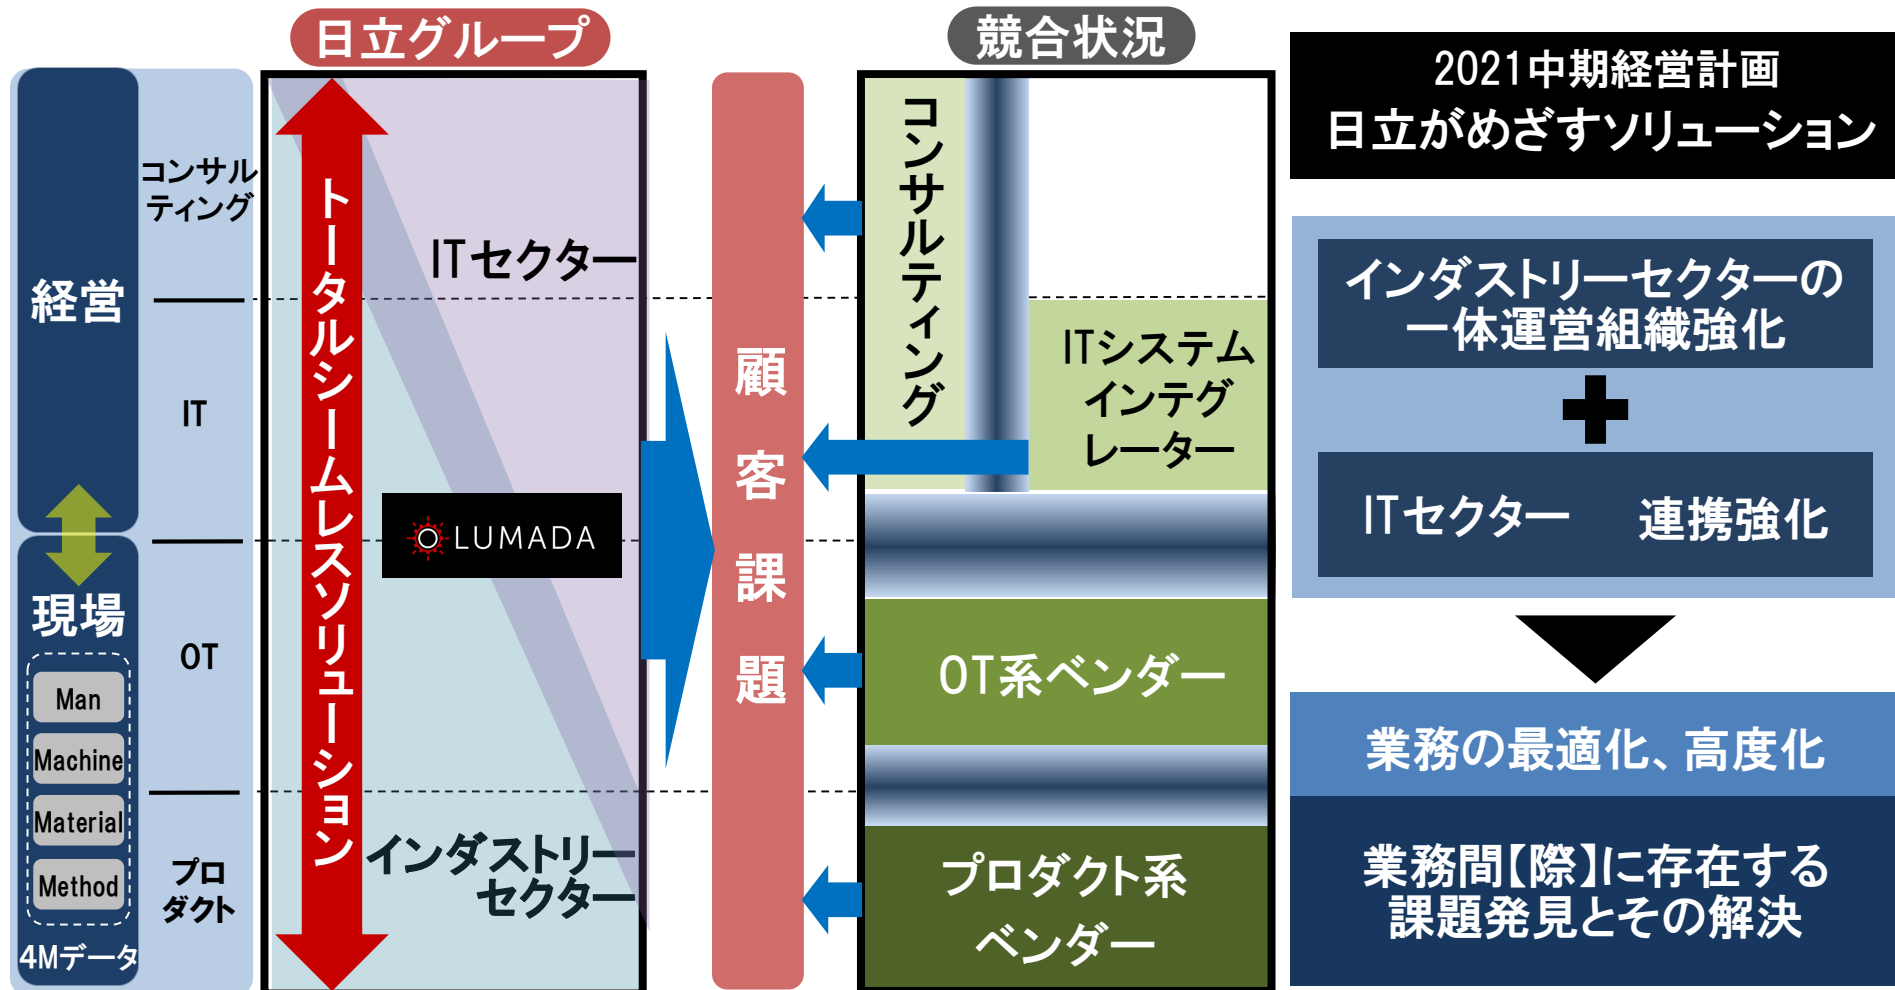 日立グループ
競合状況
2021中期経営計画
日立がめざすソリューション
経営
現場
Man
Machine
Material
Method
4Mデータ
コンサル
ティング
IT
OT
プロ
ダクト
トータルシームレスソリューション
ITセクター
LUMADA
インダストリー
セクター
顧客課題
コンサルティング
ITシステム
インテグ
レーター
OT系ベンダー
プロダクト系
ベンダー
インダストリーセクターの
一体運営組織強化
ITセクター 連携強化
業務の最適化、高度化
業務間【際】に存在する
課題発見とその解決